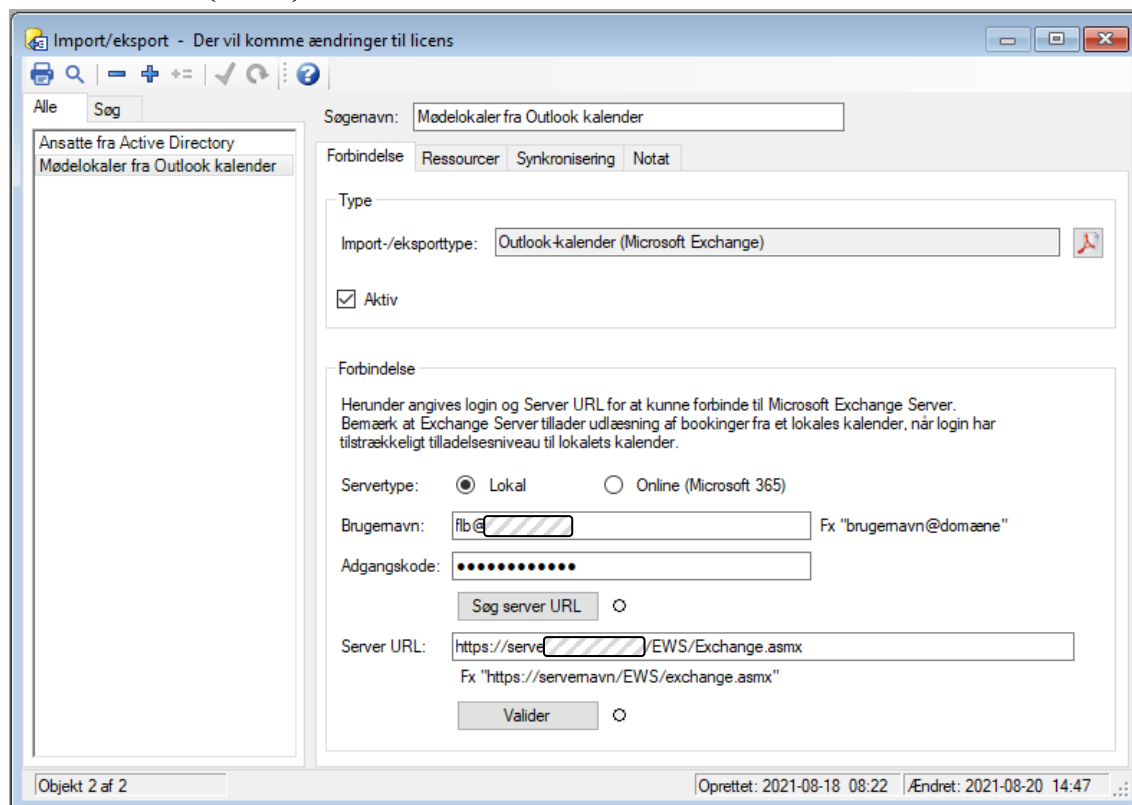 Import/eksport - Der vil komme ændringer til licens
Alle Søg
Ansatte fra Active Directory
Mødelokaler fra Outlook kalender
Søgenavn: Mødelokaler fra Outlook kalender
Forbindelse Ressourcer Synkronisering Notat
Type
Import-/eksporttype: Outlook-kalender (Microsoft Exchange)
Aktiv
Forbindelse
Herunder angives login og Server URL for at kunne forbinde til Microsoft Exchange Server.
Bemærk at Exchange Server tillader udlæsning af bookinger fra et lokales kalender, når login har
tilstrækkeligt tilladelsesniveau til lokalets kalender.
Servertype: Lokal Online (Microsoft 365)
Brugernavn: flb@ Fx "brugernavn@domæne"
Adgangskode: ●●●●●●●●●●●●
Søg server URL
Server URL: https://serve /EWS/Exchange.asmx
Fx "https://servernavn/EWS/exchange.asmx"
Valider
Objekt 2 af 2 Oprettet: 2021-08-18 08:22 Ændret: 2021-08-20 14:47